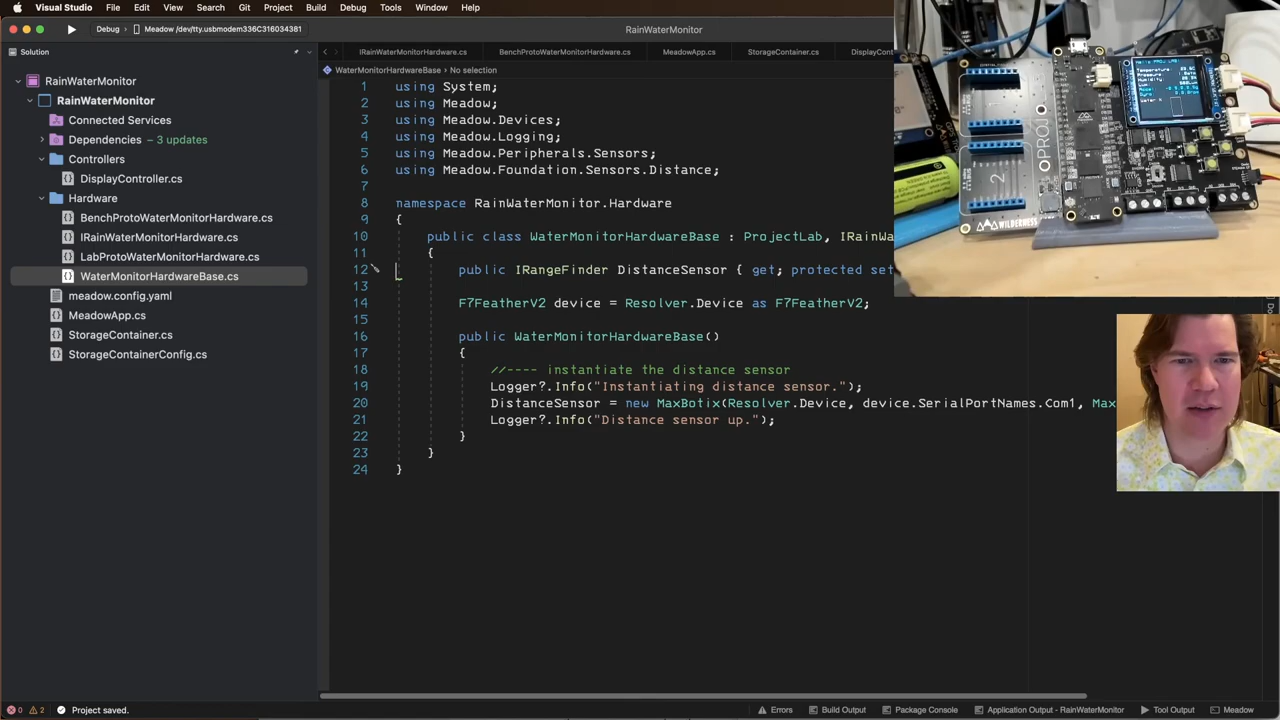 Visual Studio File Edit View Search Git Project Build Debug Tools Window Help
Debug Meadow /dev/tty.usbmodem336C316034381 RainWaterMonitor
Solution
IRainWaterMonitorHardware.cs BenchProtoWaterMonitorHardware.cs MeadowApp.cs StorageContainer.cs
WaterMonitorHardwareBase No selection
RainWaterMonitor
RainWaterMonitor
Connected Services
Dependencies – 3 updates
Controllers
DisplayController.cs
Hardware
BenchProtoWaterMonitorHardware.cs
IRainWaterMonitorHardware.cs
LabProtoWaterMonitorHardware.cs
WaterMonitorHardwareBase.cs
meadow.config.yaml
MeadowApp.cs
StorageContainer.cs
StorageContainerConfig.cs
1 using System;
2 using Meadow;
3 using Meadow.Devices;
4 using Meadow.Logging;
5 using Meadow.Peripherals.Sensors;
6 using Meadow.Foundation.Sensors.Distance;
7
8 namespace RainWaterMonitor.Hardware
9 {
10 public class WaterMonitorHardwareBase : ProjectLab, IRainWa
11 {
12 public IRangeFinder DistanceSensor { get; protected set
13
14 F7FeatherV2 device = Resolver.Device as F7FeatherV2;
15
16 public WaterMonitorHardwareBase()
17 {
18 //---- instantiate the distance sensor
19 Logger?.Info("Instantiating distance sensor.");
20 DistanceSensor = new MaxBotix(Resolver.Device, device.SerialPortNames.Com1, Max
21 Logger?.Info("Distance sensor up.");
22 }
23 }
24 }
WILDERNESS
PROJ
1
2
0 2 Project saved. Errors Build Output Package Console Application Output - RainWaterMonitor Tool Output Meadow